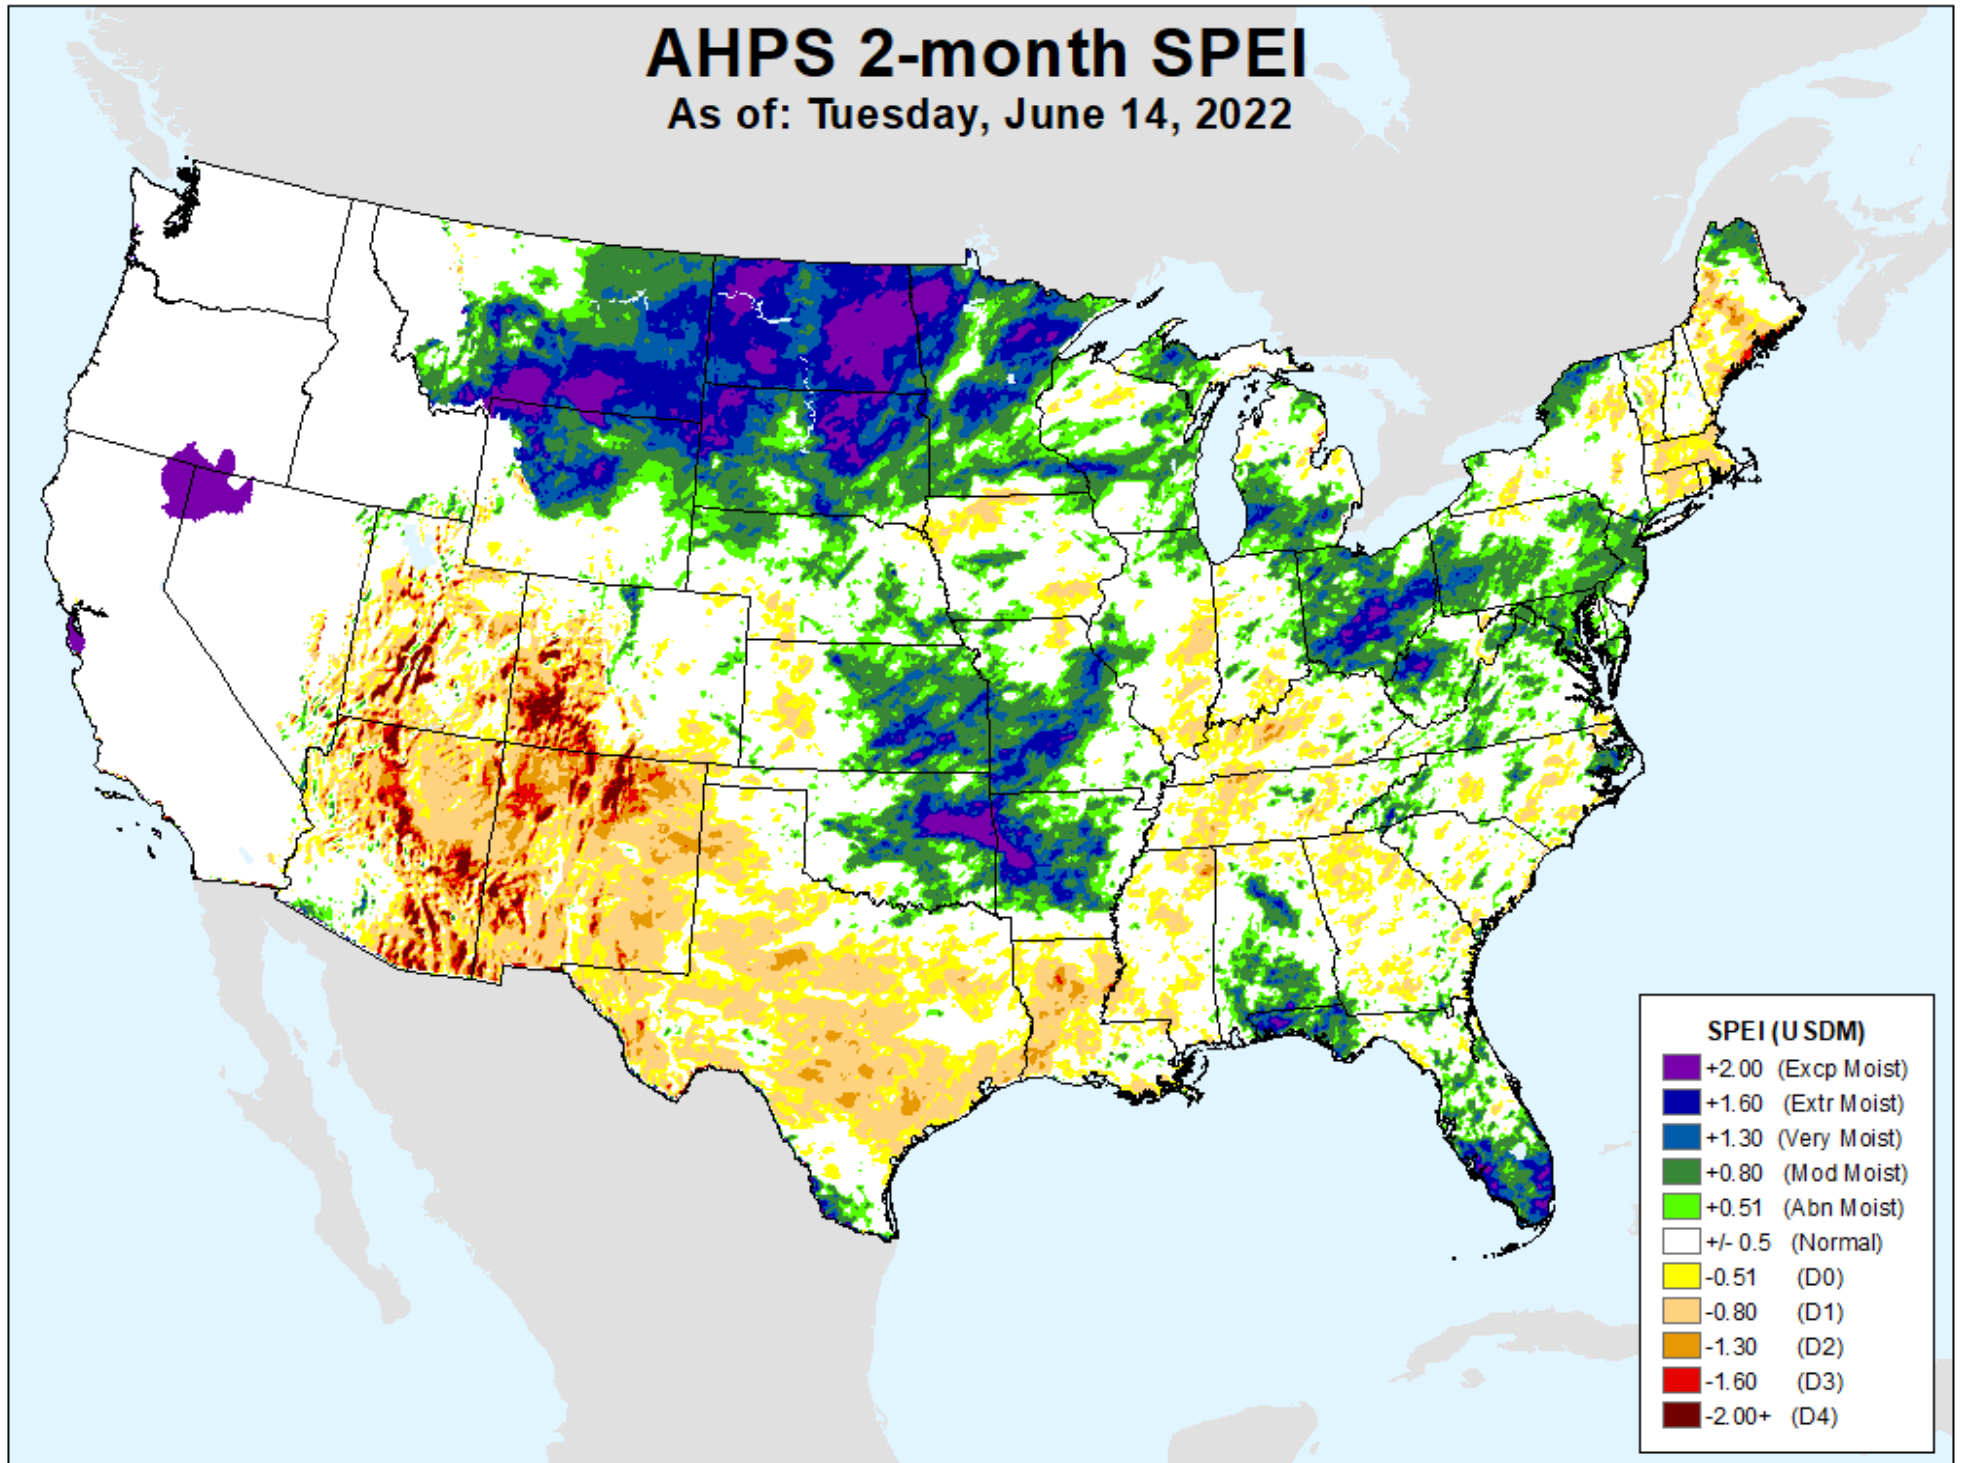 AHPS 2-month SPEI
As of: Tuesday, June 14, 2022
SPEI (USDM)
+2.00 (Excp Moist)
+1.60 (Extr Moist)
+1.30 (Very Moist)
+0.80 (Mod Moist)
+0.51 (Abn Moist)
+/- 0.5 (Normal)
-0.51 (D0)
-0.80 (D1)
-1.30 (D2)
-1.60 (D3)
-2.00+ (D4)